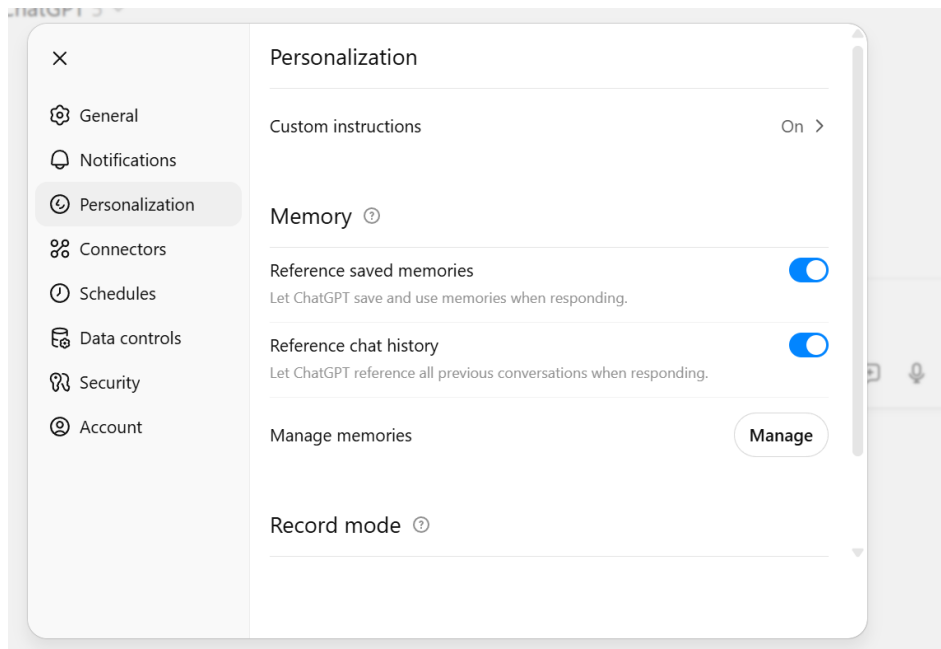 ChatGPT 5
Personalization
General
Notifications
Personalization
Connectors
Schedules
Data controls
Security
Account
Custom instructions
On
Memory
Reference saved memories
Let ChatGPT save and use memories when responding.
Reference chat history
Let ChatGPT reference all previous conversations when responding.
Manage memories
Manage
Record mode